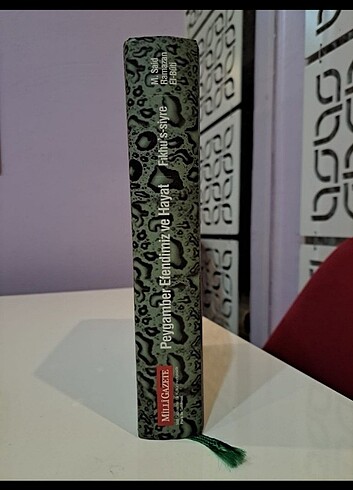 M. Said
Ramazan
El-Bûti
Peygamber Efendimiz ve Hayat Fıkhu's-siyre
MİLLİ GAZETE